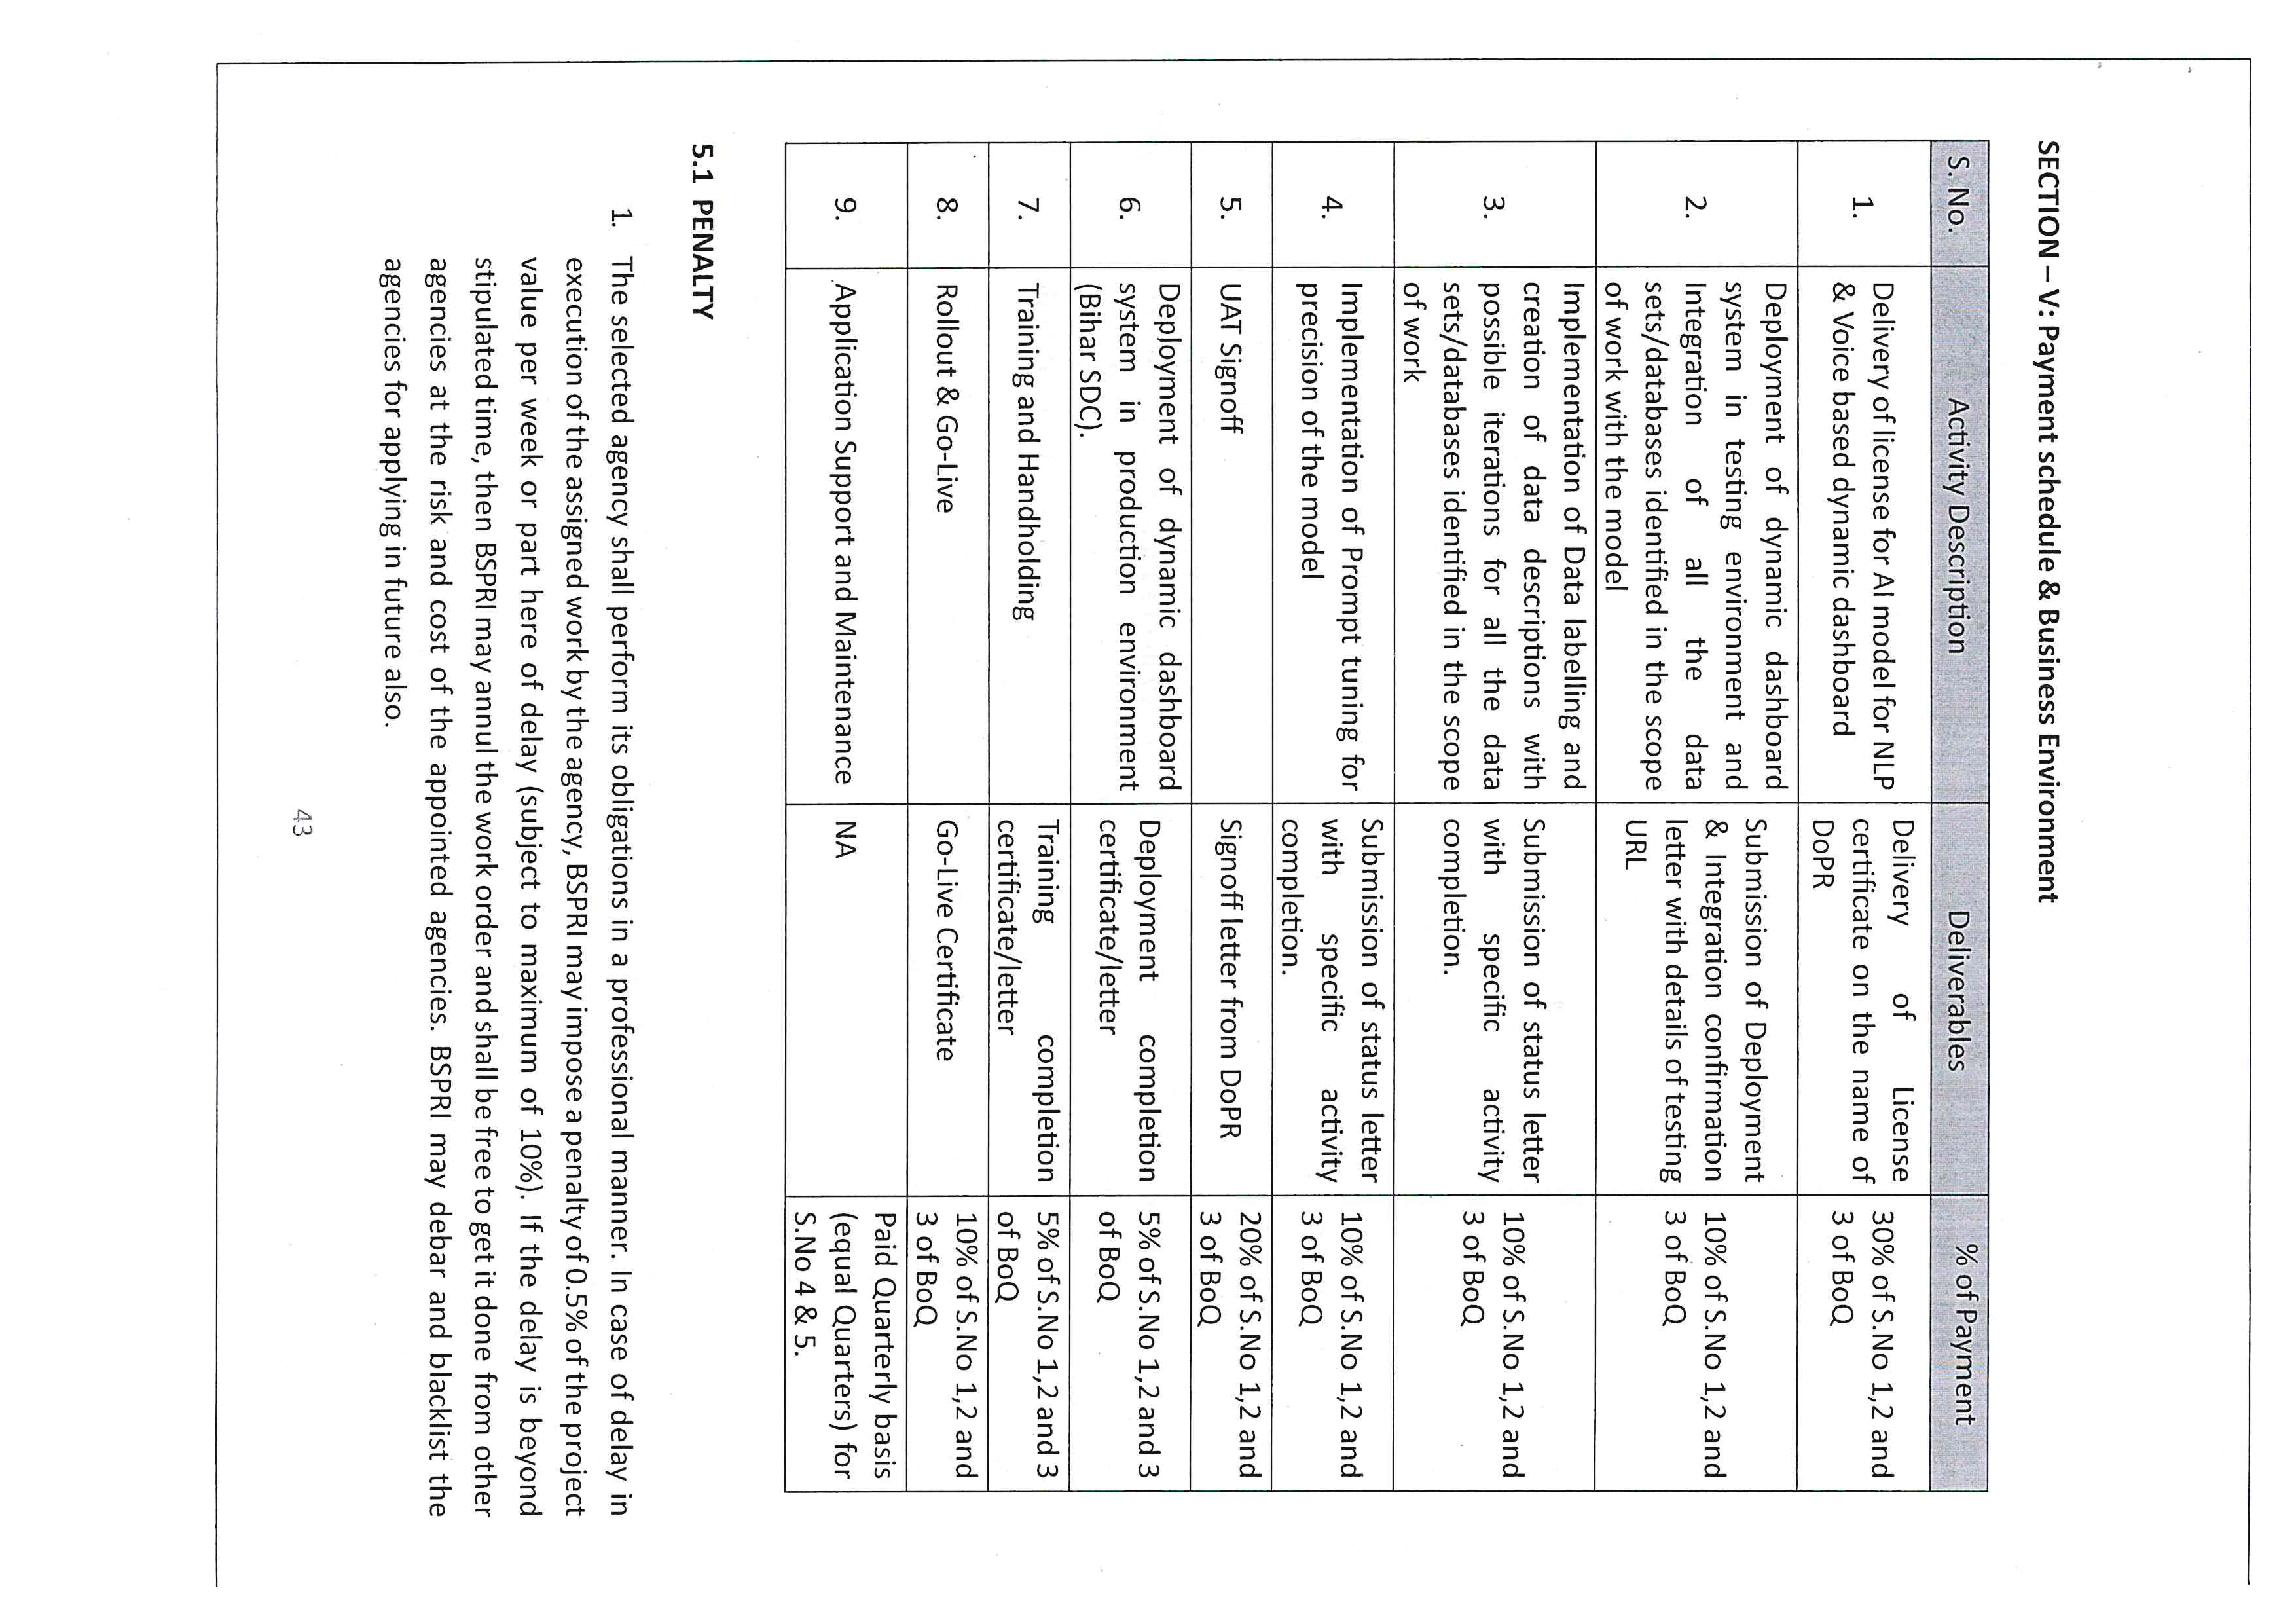 SECTION – V: Payment schedule & Business Environment
S. No. Activity Description Deliverables % of Payment
1. Delivery of license for AI model for NLP & Voice based dynamic dashboard Delivery of License certificate on the name of DoPR 30% of S.No 1,2 and 3 of BoQ
2. Deployment of dynamic dashboard system in testing environment and Integration of all the data sets/databases identified in the scope of work with the model Submission of Deployment & Integration confirmation letter with details of testing URL 10% of S.No 1,2 and 3 of BoQ
3. Implementation of Data labelling and creation of data descriptions with possible iterations for all the data sets/databases identified in the scope of work Submission of status letter with specific activity completion. 10% of S.No 1,2 and 3 of BoQ
4. Implementation of Prompt tuning for precision of the model Submission of status letter with specific activity completion. 10% of S.No 1,2 and 3 of BoQ
5. UAT Signoff Signoff letter from DoPR 20% of S.No 1,2 and 3 of BoQ
6. Deployment of dynamic dashboard system in production environment (Bihar SDC). Deployment completion certificate/letter 5% of S.No 1,2 and 3 of BoQ
7. Training and Handholding Training completion certificate/letter 5% of S.No 1,2 and 3 of BoQ
8. Rollout & Go-Live Go-Live Certificate 10% of S.No 1,2 and 3 of BoQ
9. Application Support and Maintenance NA Paid Quarterly basis (equal Quarters) for S.No 4 & 5.
5.1 PENALTY
1. The selected agency shall perform its obligations in a professional manner. In case of delay in
execution of the assigned work by the agency, BSPRI may impose a penalty of 0.5% of the project
value per week or part here of delay (subject to maximum of 10%). If the delay is beyond
stipulated time, then BSPRI may annul the work order and shall be free to get it done from other
agencies at the risk and cost of the appointed agencies. BSPRI may debar and blacklist the
agencies for applying in future also.
43